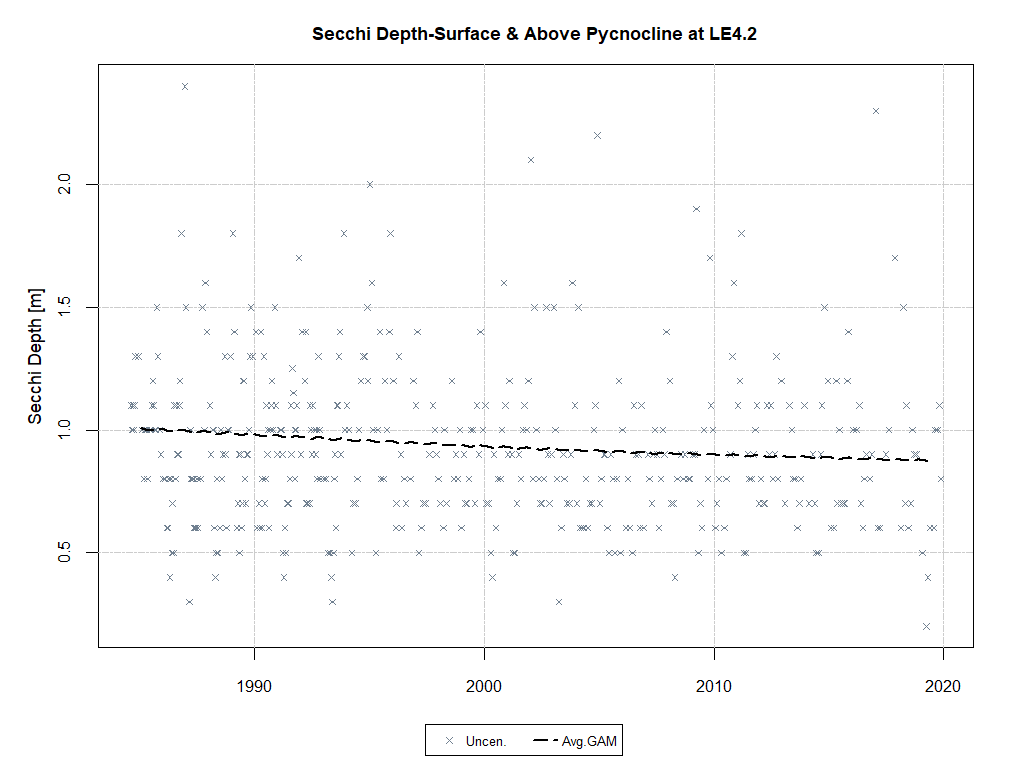 Secchi Depth-Surface & Above Pycnocline at LE4.2
Secchi Depth [m]
2.0
1.5
1.0
0.5
1990 2000 2010 2020
Uncen. Avg.GAM